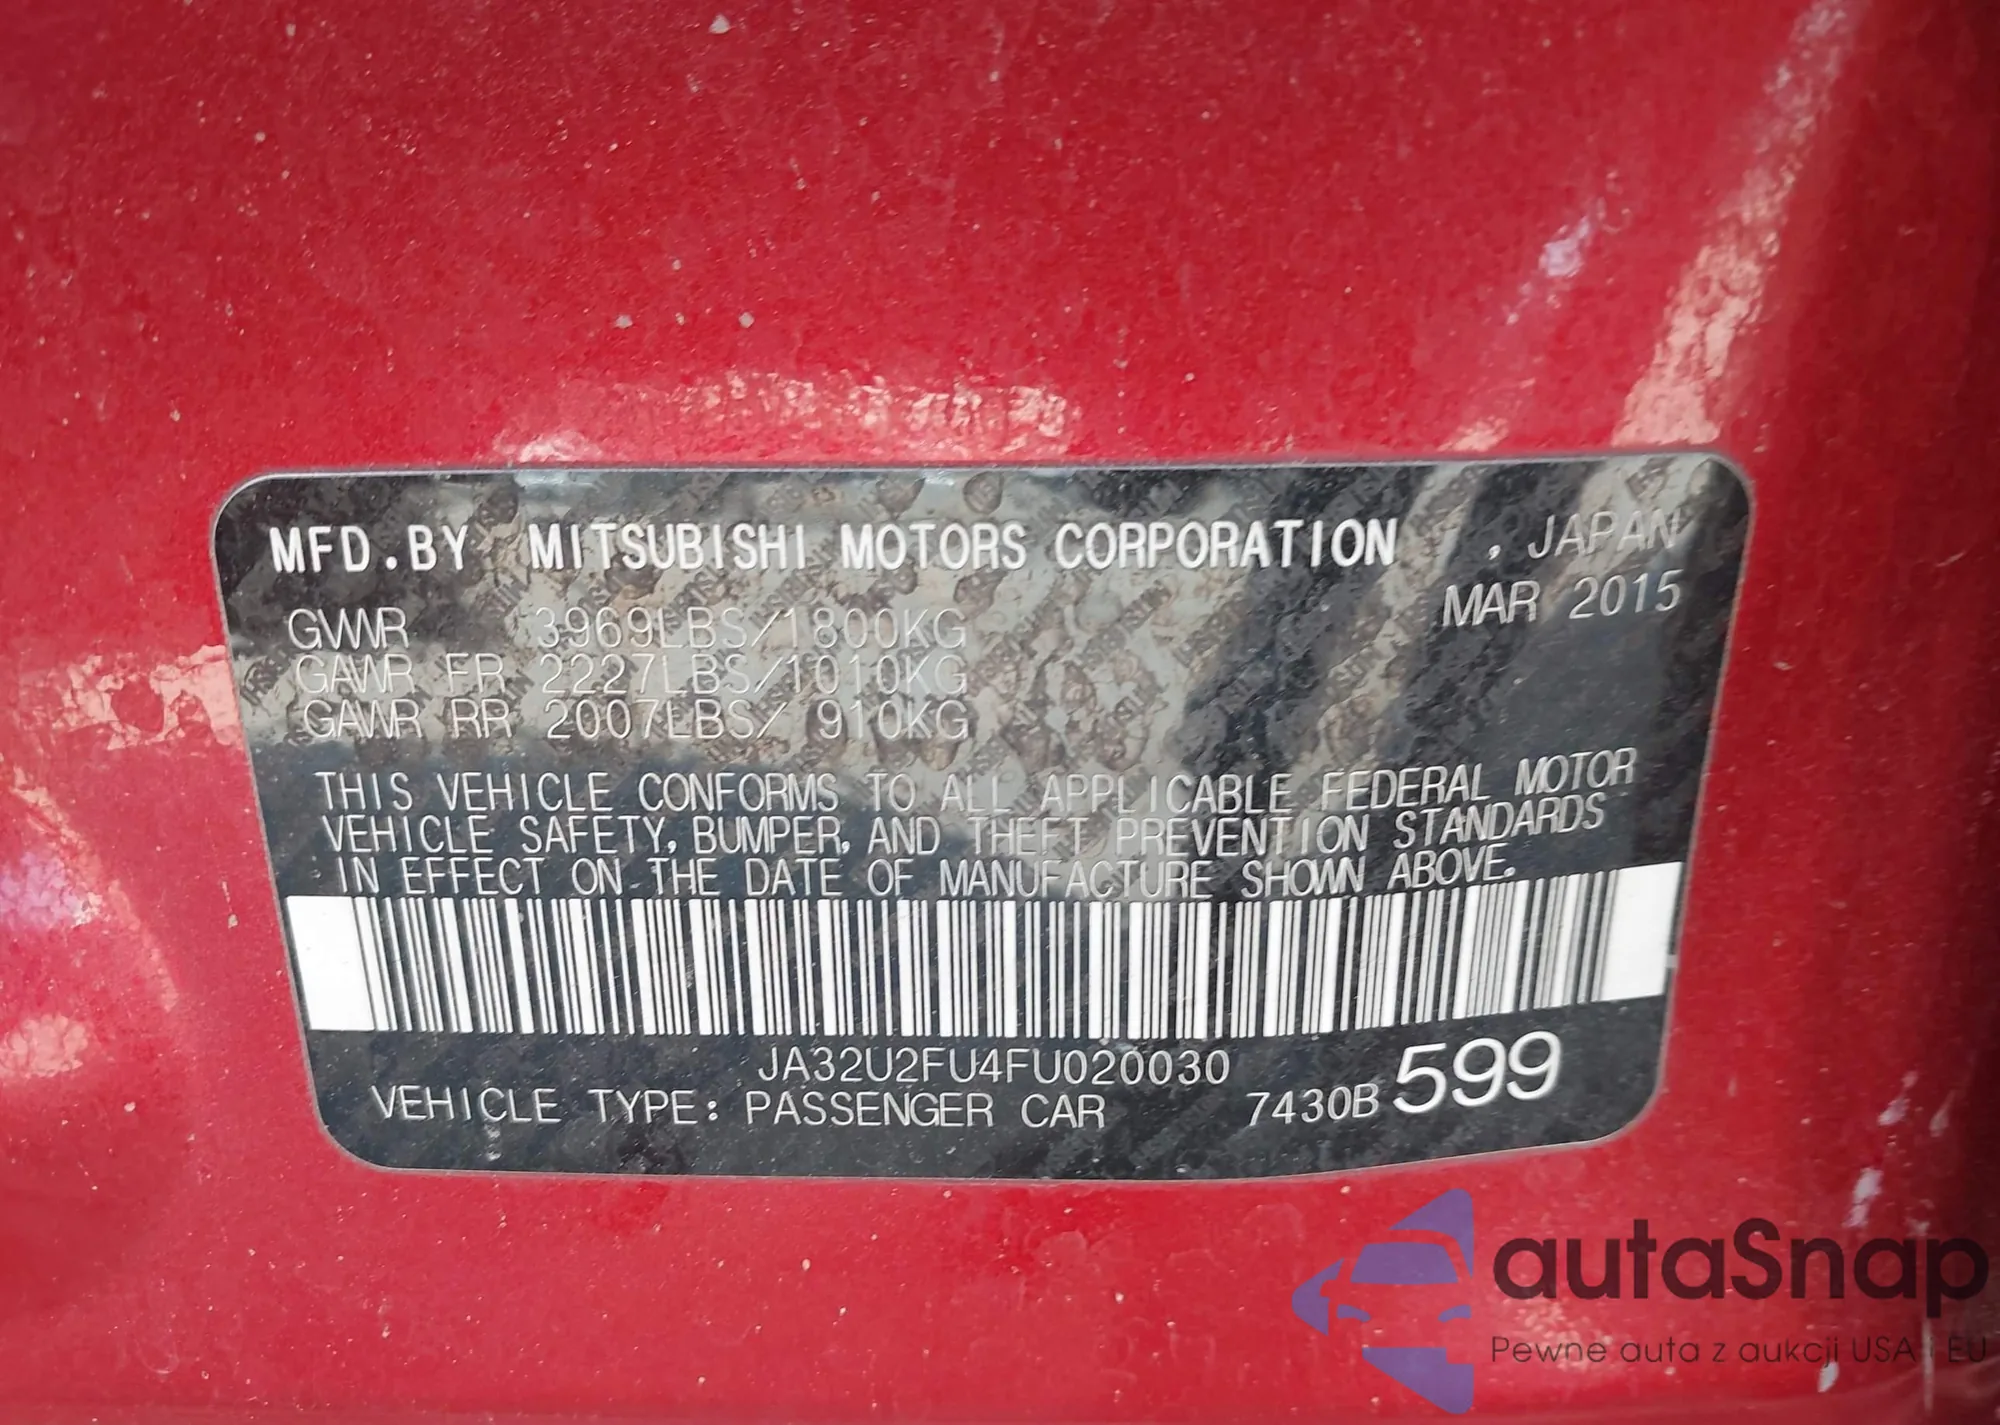 MFD.BY MITSUBISHI MOTORS CORPORATION , JAPAN
MAR 2015
GVWR 3969LBS/1800KG
GAWR FR 2227LBS/1010KG
GAWR RR 2007LBS/ 910KG
THIS VEHICLE CONFORMS TO ALL APPLICABLE FEDERAL MOTOR
VEHICLE SAFETY, BUMPER, AND THEFT PREVENTION STANDARDS
IN EFFECT ON THE DATE OF MANUFACTURE SHOWN ABOVE.
JA32U2FU4FU020030
VEHICLE TYPE: PASSENGER CAR 7430B 599
autaSnap
Pewne auta z aukcji USA i EU